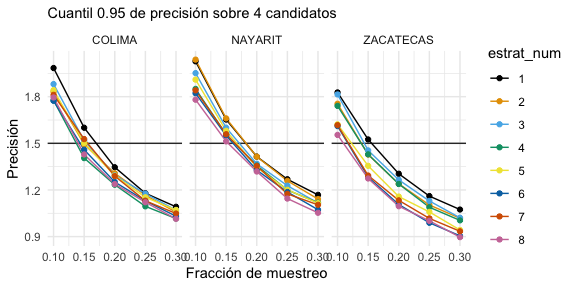 Cuantil 0.95 de precisión sobre 4 candidatos
COLIMA NAYARIT ZACATECAS
Precisión
1.8
1.5
1.2
0.9
0.10 0.15 0.20 0.25 0.30 0.10 0.15 0.20 0.25 0.30 0.10 0.15 0.20 0.25 0.30
Fracción de muestreo
estrat_num
1
2
3
4
5
6
7
8